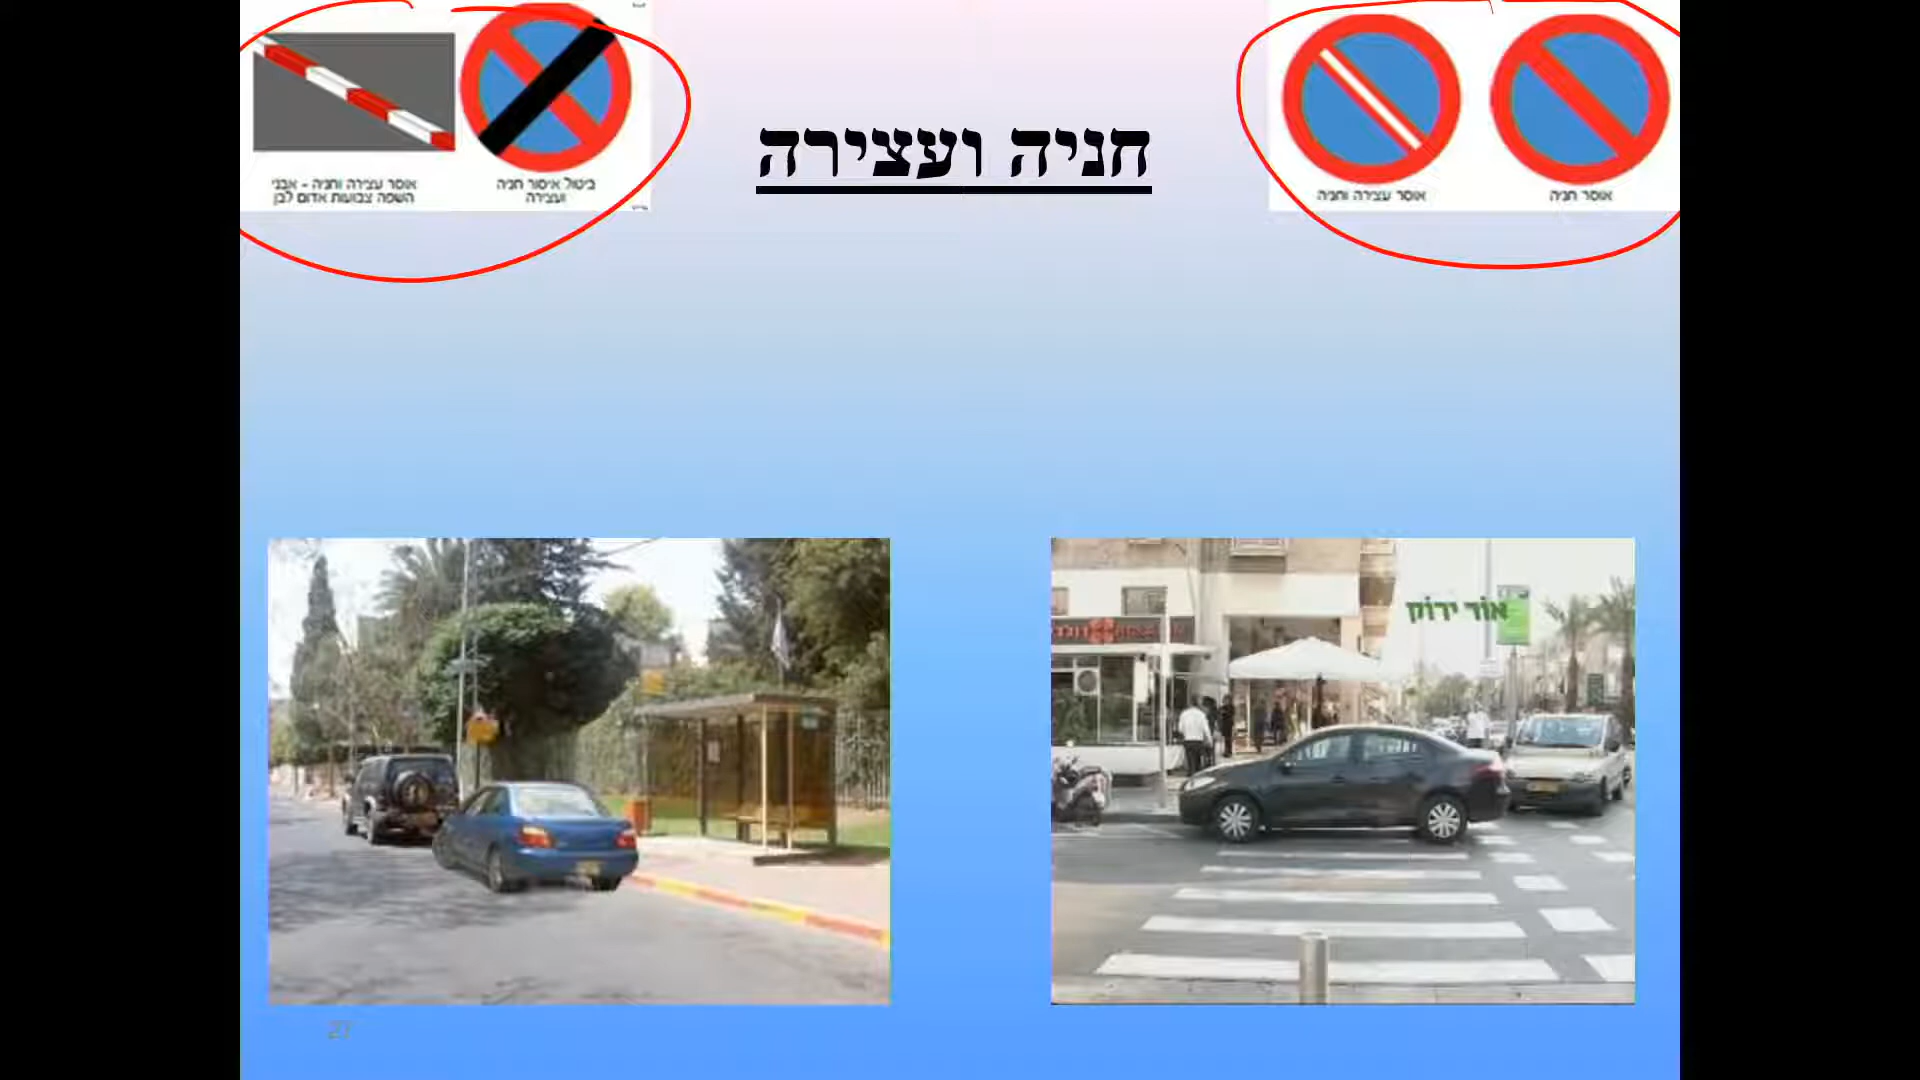 חניה ועצירה
אוסר חניה
אוסר עצירה וחניה
ביטול איסור חניה
ועצירה
אוסר עצירה וחניה - אבני
השפה צבועות אדום לבן
אור ירוק
27